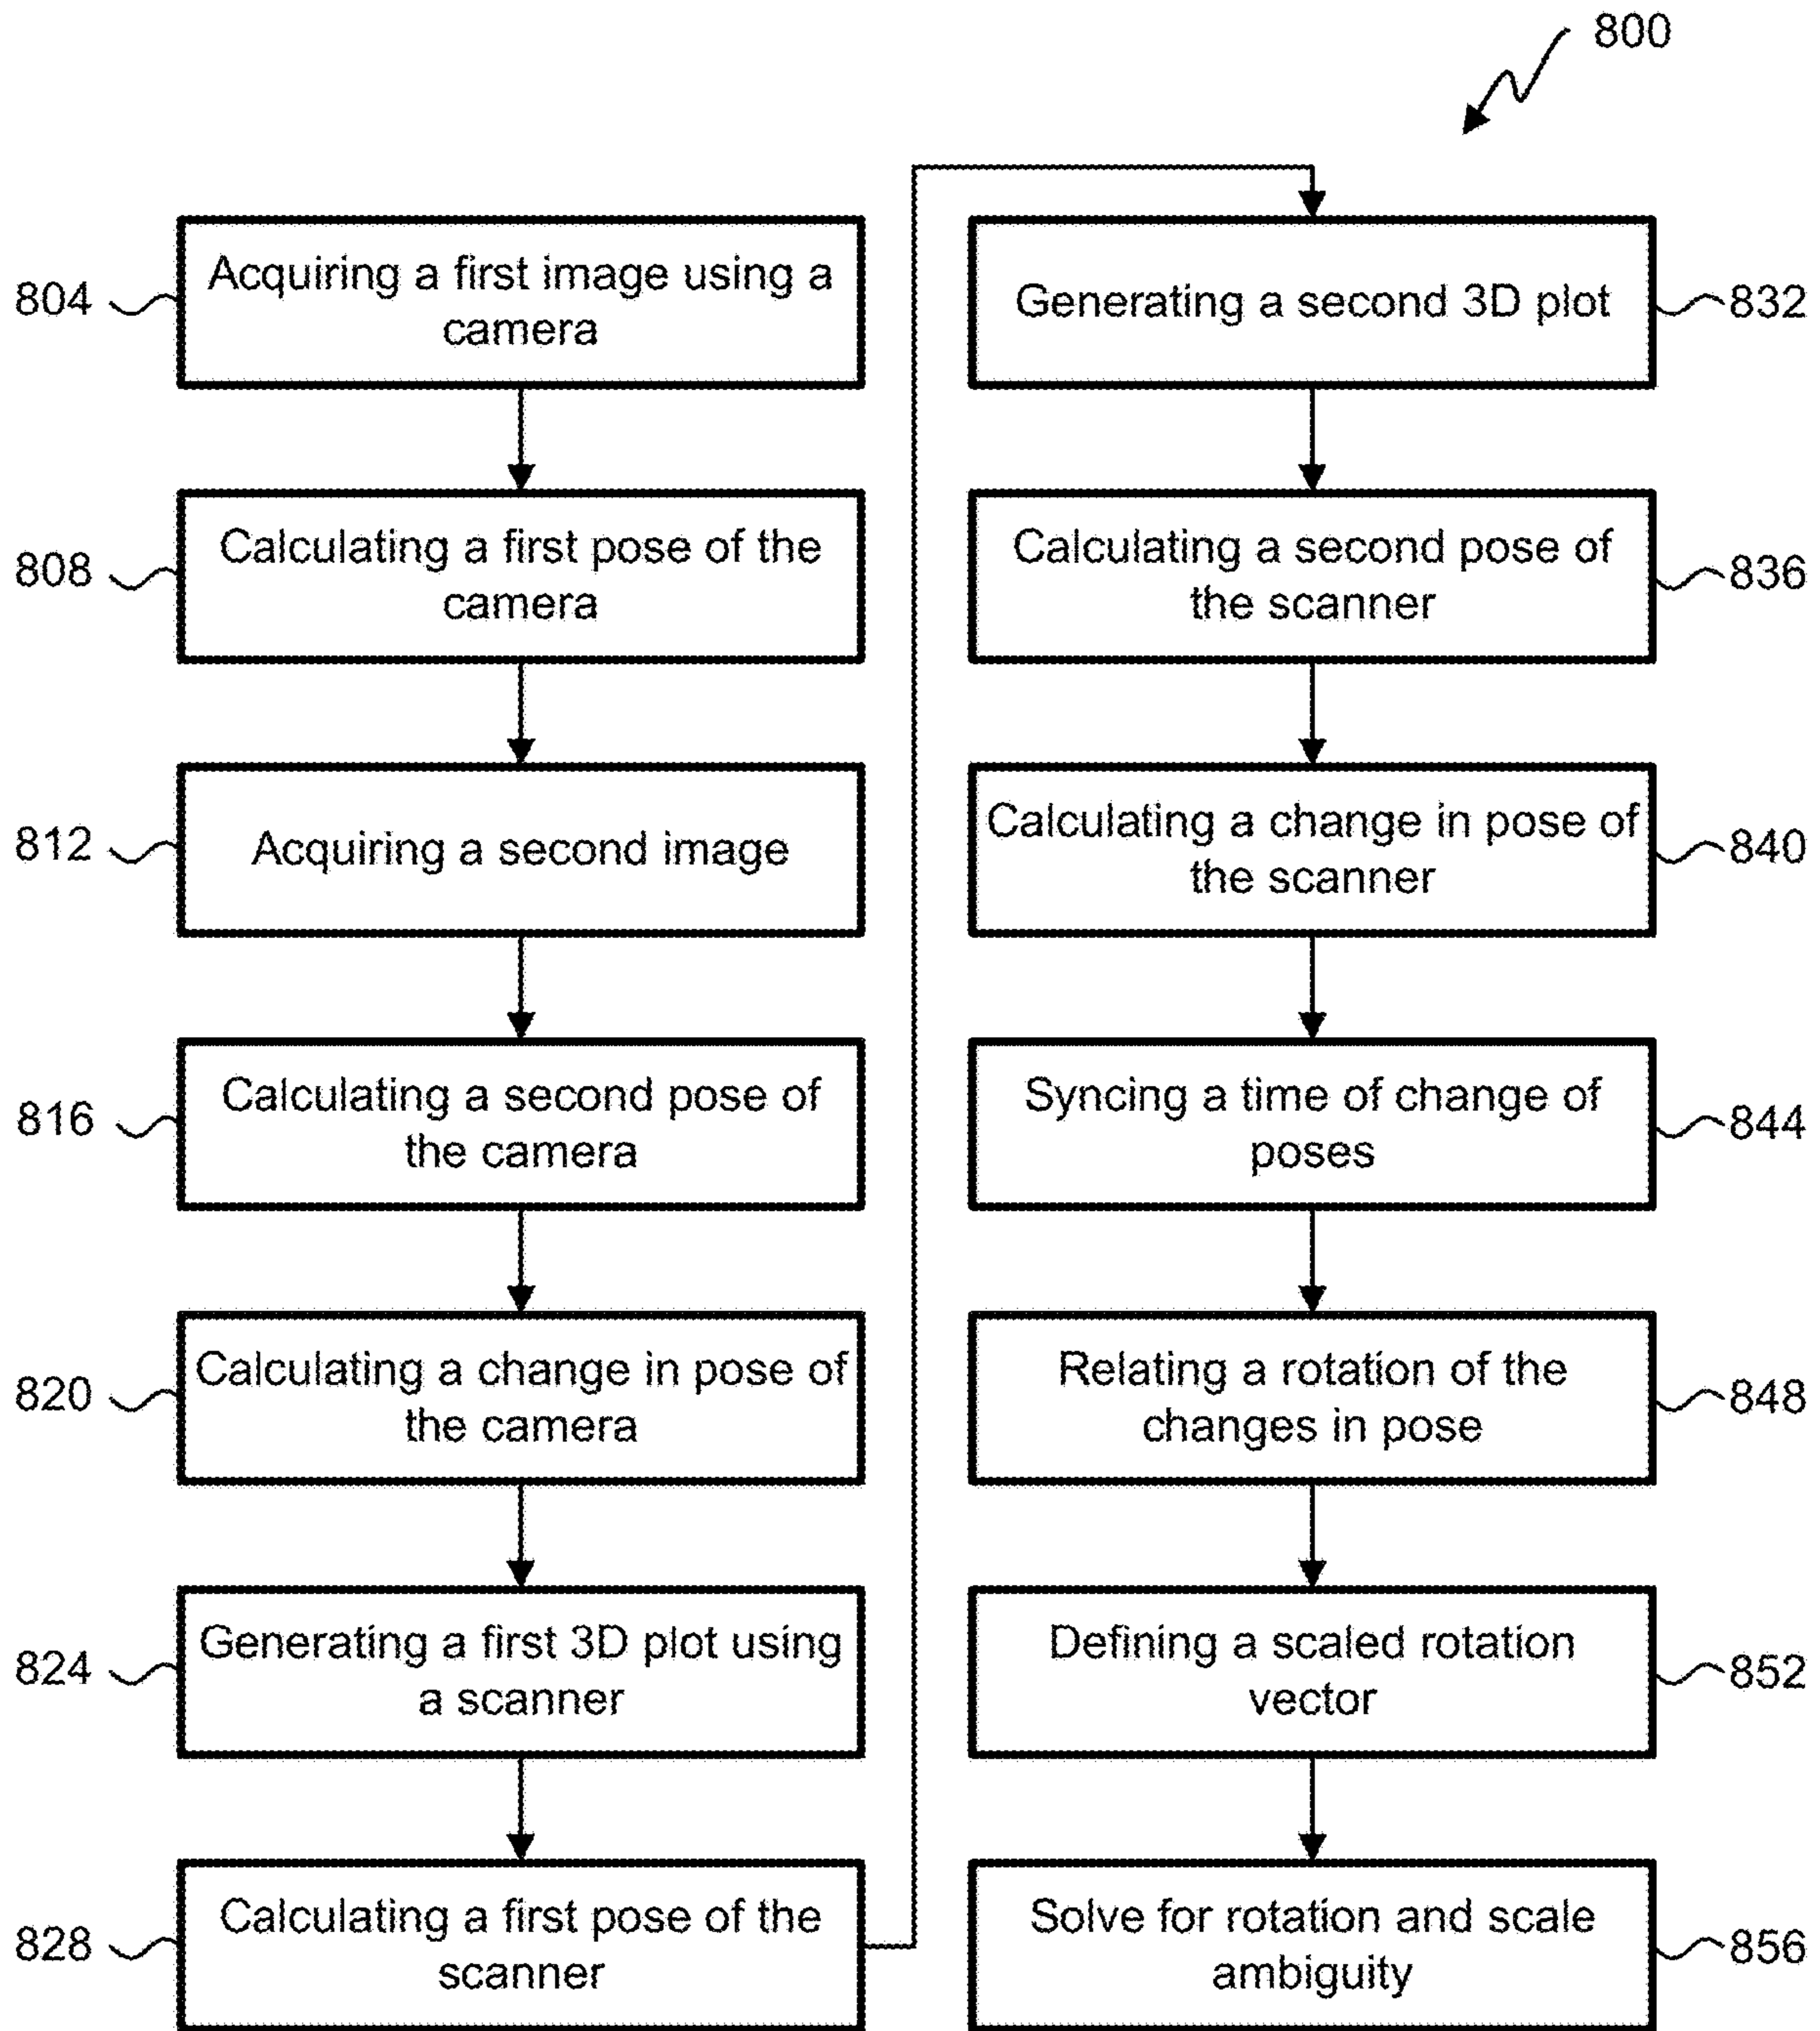 800
804
Acquiring a first image using a
camera
808
Calculating a first pose of the
camera
812
Acquiring a second image
816
Calculating a second pose of
the camera
820
Calculating a change in pose of
the camera
824
Generating a first 3D plot using
a scanner
828
Calculating a first pose of the
scanner
Generating a second 3D plot
832
Calculating a second pose of
the scanner
836
Calculating a change in pose of
the scanner
840
Syncing a time of change of
poses
844
Relating a rotation of the
changes in pose
848
Defining a scaled rotation
vector
852
Solve for rotation and scale
ambiguity
856